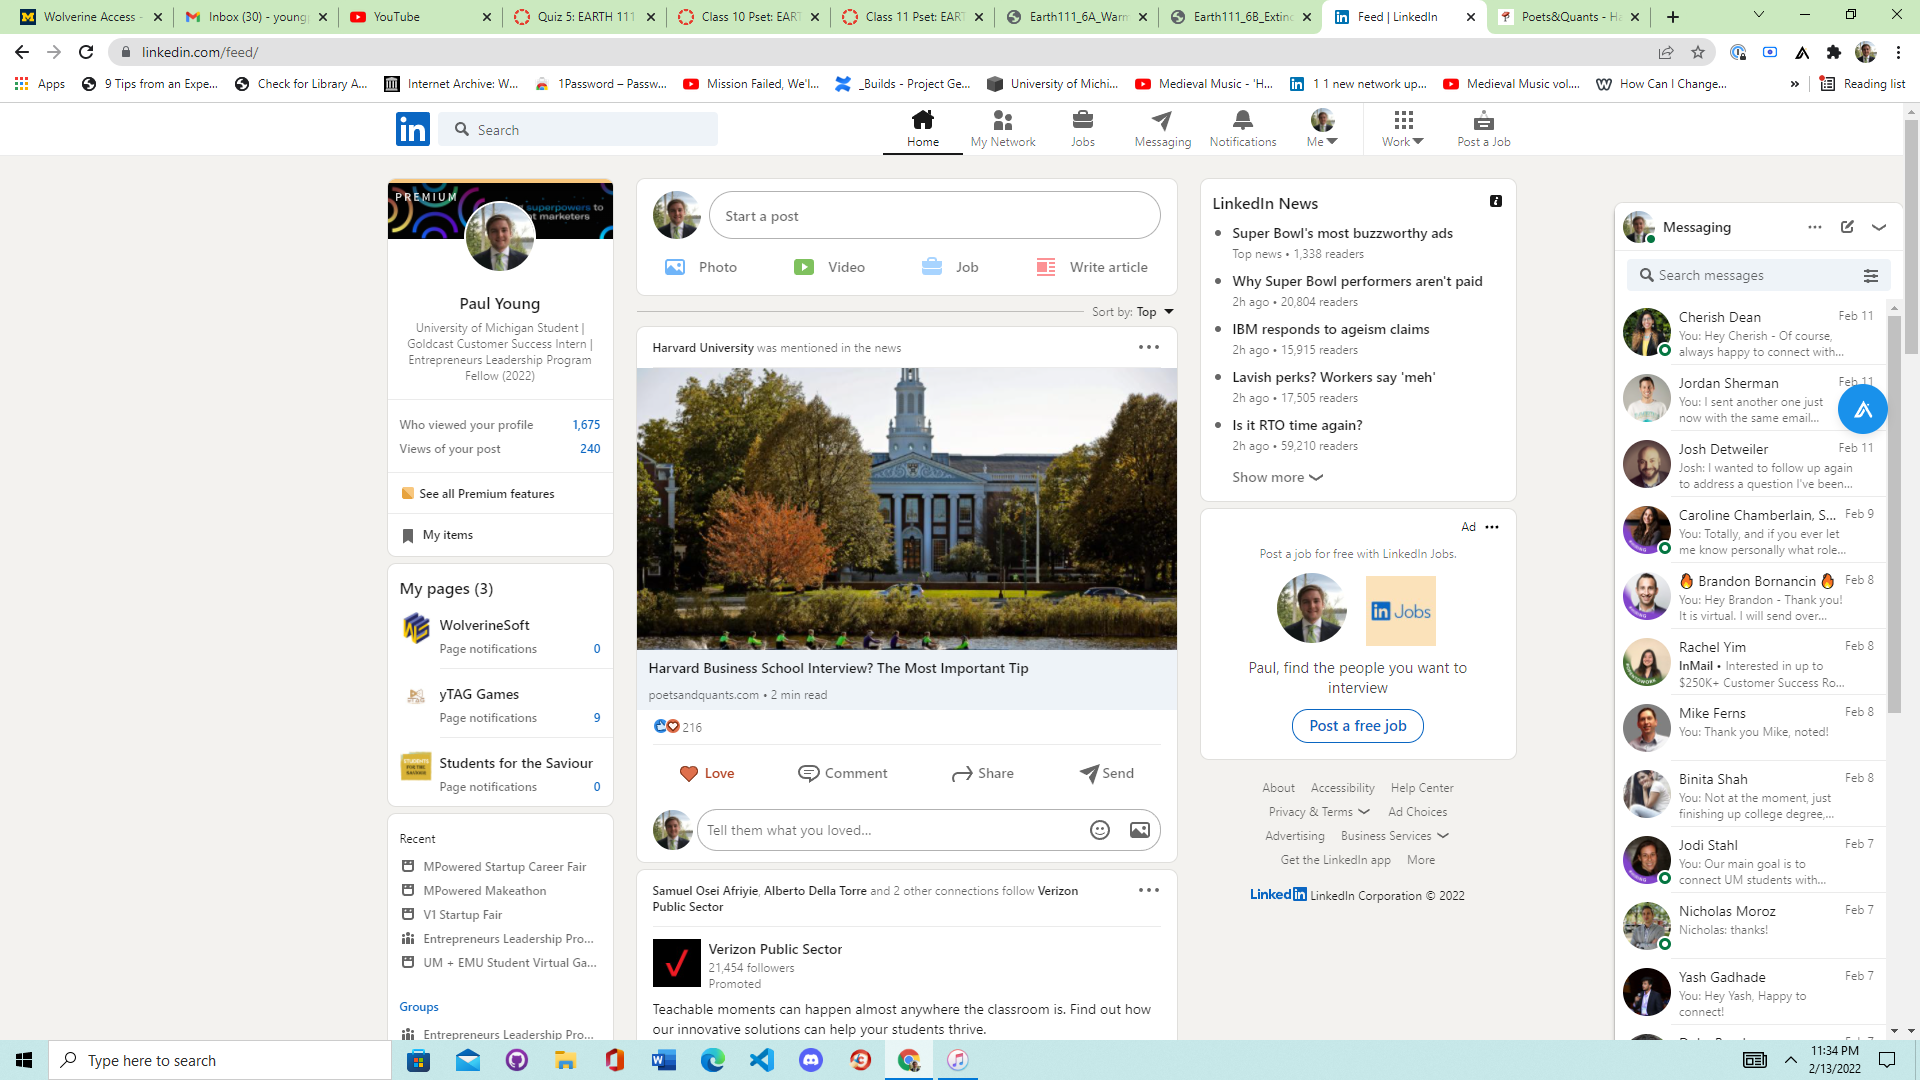 Wolverine Access -
Inbox (30) - young
YouTube
Quiz 5: EARTH 111
Class 10 Pset: EAR
Class 11 Pset: EAR
Earth111_6A_Warm
Earth111_6B_Extinc
Feed | LinkedIn
Poets&Quants - Ha
linkedin.com/feed/
Apps
9 Tips from an Expe...
Check for Library A...
Internet Archive: W...
1Password – Passw...
Mission Failed, We'l...
_Builds - Project Ge...
University of Michi...
Medieval Music - 'H...
1 1 new network up...
Medieval Music vol....
How Can I Change...
»
Reading list
in
Search
Home
My Network
Jobs
Messaging
Notifications
Me
Work
Post a Job
PREMIUM
superpowers to
t marketers
Paul Young
University of Michigan Student |
Goldcast Customer Success Intern |
Entrepreneurs Leadership Program
Fellow (2022)
Who viewed your profile 1,675
Views of your post 240
See all Premium features
My items
My pages (3)
WolverineSoft
Page notifications 0
yTAG Games
Page notifications 9
STUDENTS
FOR THE
SAVIOUR
Students for the Saviour
Page notifications 0
Recent
MPowered Startup Career Fair
MPowered Makeathon
V1 Startup Fair
Entrepreneurs Leadership Pro...
UM + EMU Student Virtual Ga...
Groups
Entrepreneurs Leadership Pro...
Start a post
Photo
Video
Job
Write article
Sort by: Top
Harvard University was mentioned in the news
Harvard Business School Interview? The Most Important Tip
poetsandquants.com • 2 min read
216
Love
Comment
Share
Send
Tell them what you loved...
Samuel Osei Afriyie, Alberto Della Torre and 2 other connections follow Verizon
Public Sector
Verizon Public Sector
21,454 followers
Promoted
Teachable moments can happen almost anywhere the classroom is. Find out how
our innovative solutions can help your students thrive.
LinkedIn News
Super Bowl's most buzzworthy ads
Top news • 1,338 readers
Why Super Bowl performers aren't paid
2h ago • 20,804 readers
IBM responds to ageism claims
2h ago • 15,915 readers
Lavish perks? Workers say 'meh'
2h ago • 17,505 readers
Is it RTO time again?
2h ago • 59,210 readers
Show more
Ad
Post a job for free with LinkedIn Jobs.
in Jobs
Paul, find the people you want to
interview
Post a free job
About Accessibility Help Center
Privacy & Terms Ad Choices
Advertising Business Services
Get the LinkedIn app More
LinkedIn LinkedIn Corporation © 2022
Messaging
Search messages
Cherish Dean Feb 11
You: Hey Cherish - Of course,
always happy to connect with...
Jordan Sherman Feb 11
You: I sent another one just
now with the same email...
Josh Detweiler Feb 11
Josh: I wanted to follow up again
to address a question I've been...
Caroline Chamberlain, S... Feb 9
You: Totally, and if you ever let
me know personally what role...
🔥 Brandon Bornancin 🔥 Feb 8
You: Hey Brandon - Thank you!
It is virtual. I will send over...
Rachel Yim Feb 8
InMail • Interested in up to
$250K+ Customer Success Ro...
Mike Ferns Feb 8
You: Thank you Mike, noted!
Binita Shah Feb 8
You: Not at the moment, just
finishing up college degree,...
Jodi Stahl Feb 7
You: Our main goal is to
connect UM students with...
Nicholas Moroz Feb 7
Nicholas: thanks!
Yash Gadhade Feb 7
You: Hey Yash, Happy to
connect!
Type here to search
11:34 PM
2/13/2022